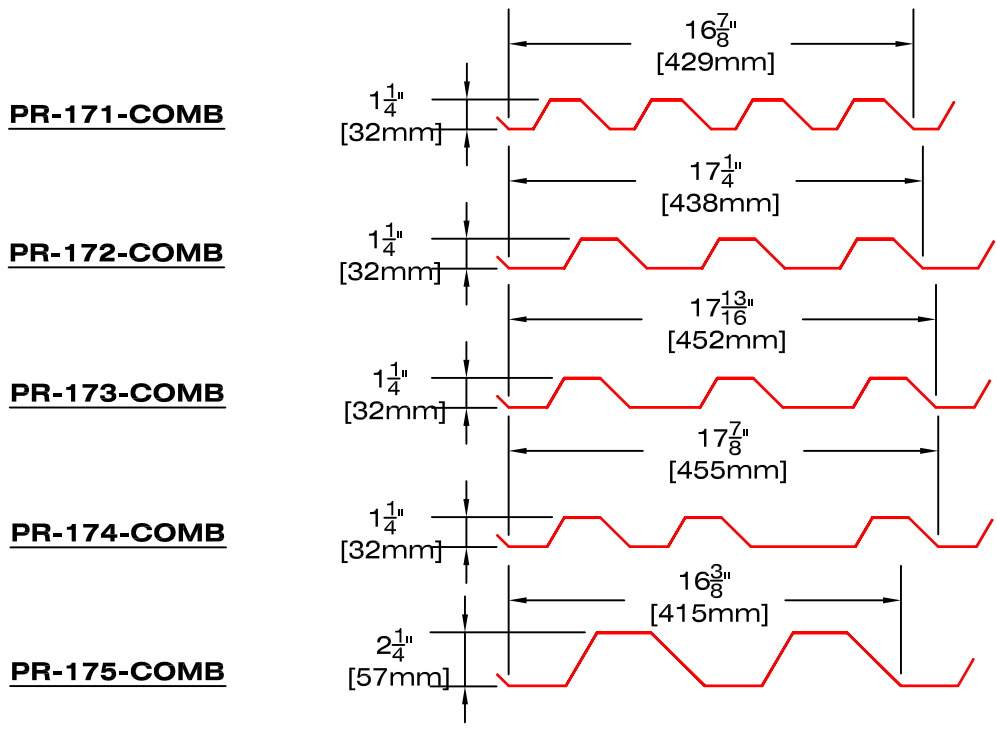 16 7/8"
[429mm]
PR-171-COMB
1 1/4"
[32mm]
17 1/4"
[438mm]
PR-172-COMB
1 1/4"
[32mm]
17 13/16"
[452mm]
PR-173-COMB
1 1/4"
[32mm]
17 7/8"
[455mm]
PR-174-COMB
1 1/4"
[32mm]
16 3/8"
[415mm]
PR-175-COMB
2 1/4"
[57mm]